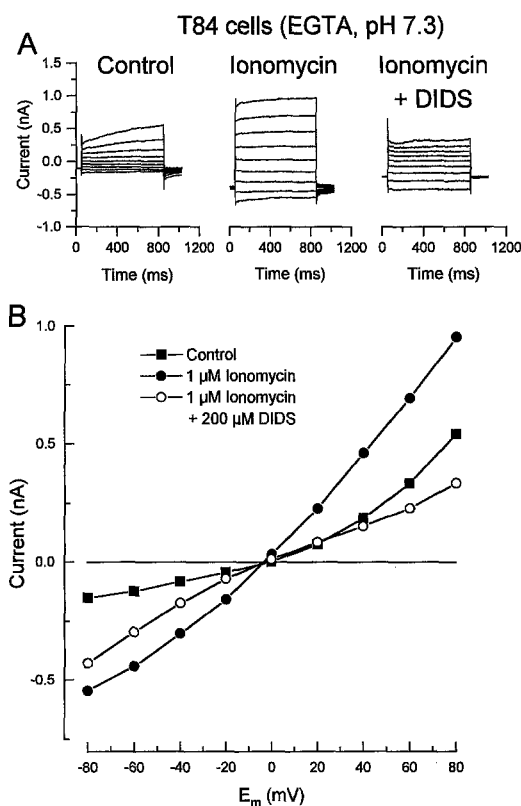 T84 cells (EGTA, pH 7.3)
A
Control
Ionomycin
Ionomycin
+ DIDS
Current (nA)
1.5
1.0
0.5
0.0
-0.5
-1.0
0 400 800 1200
0 400 800 1200
0 400 800 1200
Time (ms)
Time (ms)
Time (ms)
B
Control
1 µM Ionomycin
1 µM Ionomycin
+ 200 µM DIDS
Current (nA)
1.0
0.5
0.0
-0.5
-80 -60 -40 -20 0 20 40 60 80
Em (mV)